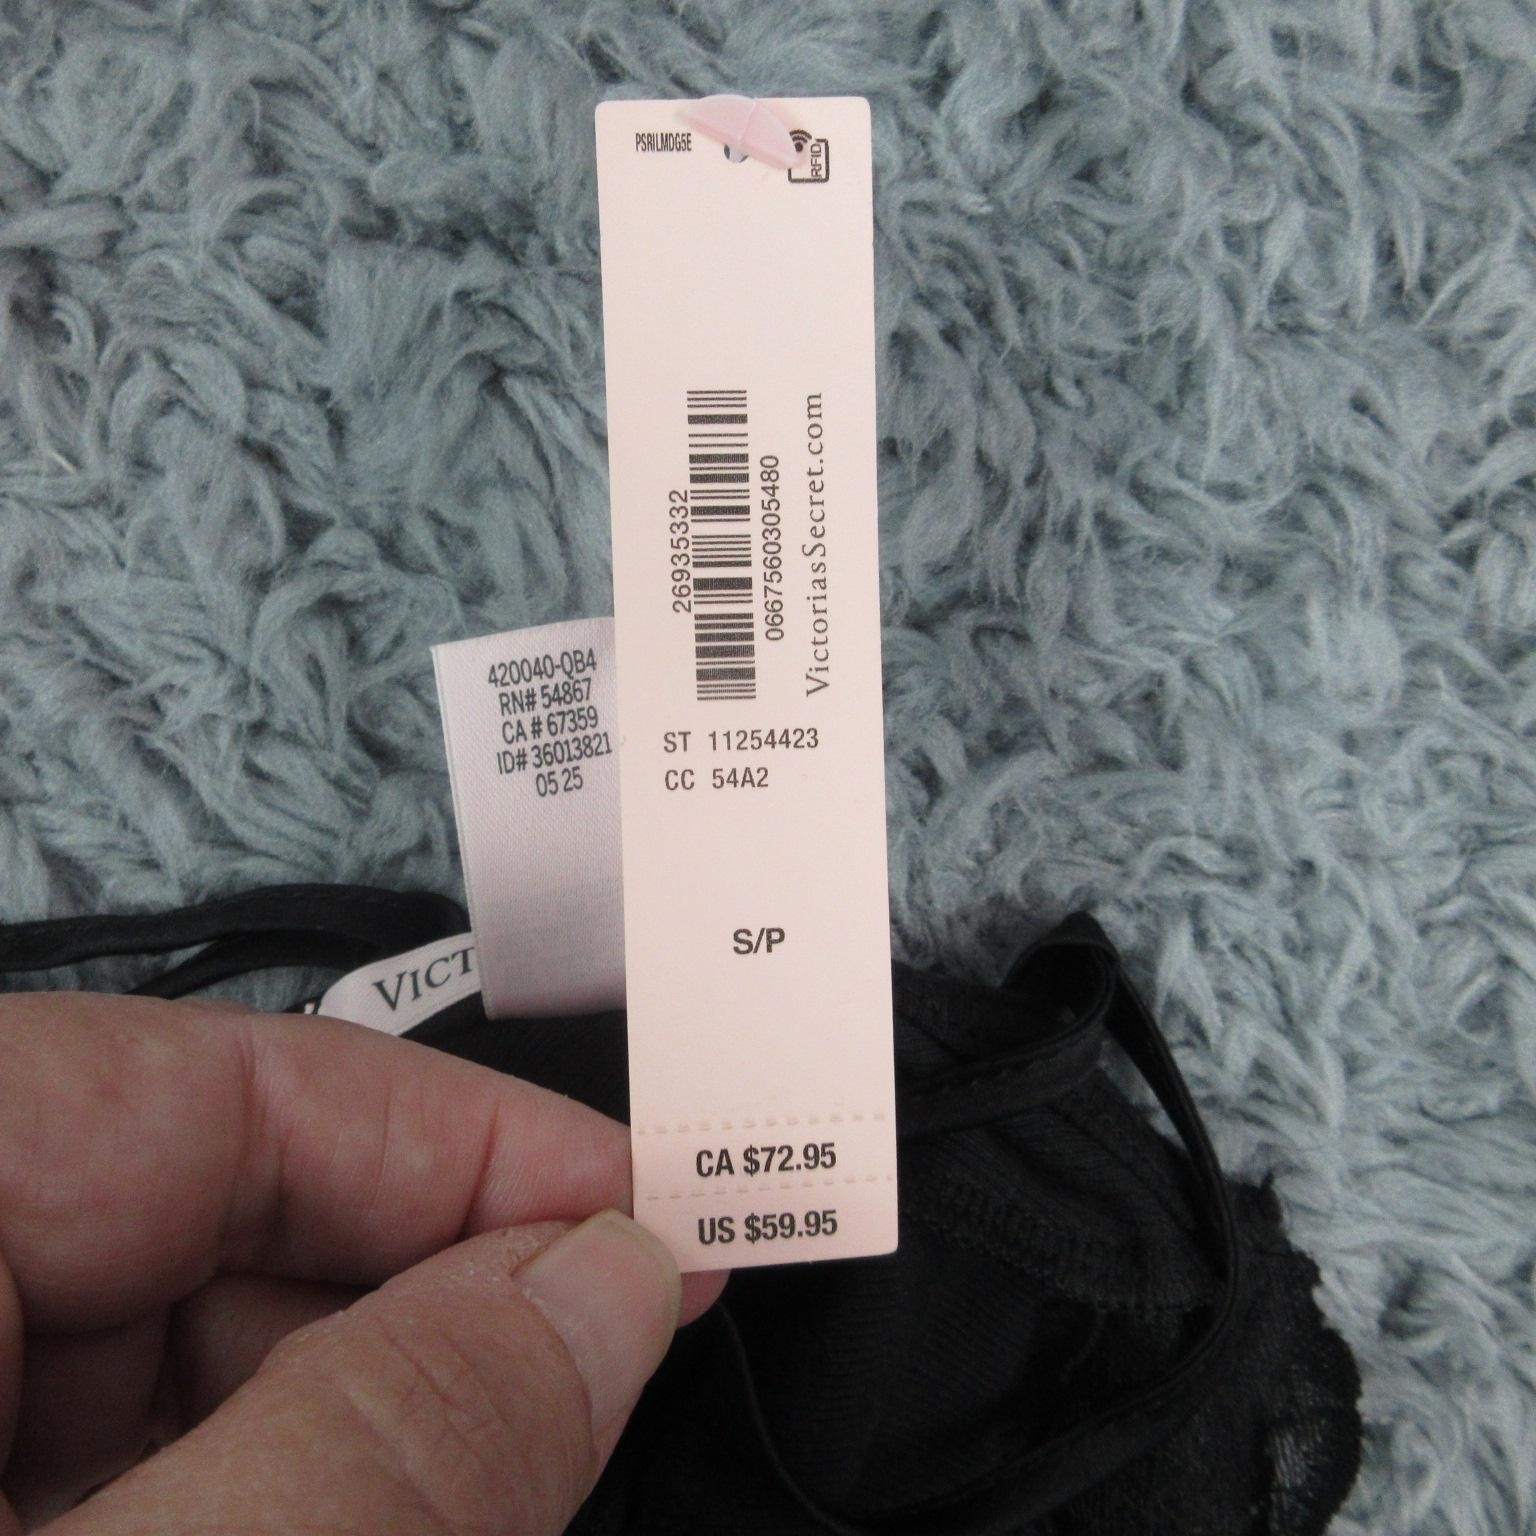 PSRILMDG5E
RFID
26935332
0667560305480
VictoriasSecret.com
ST 11254423
CC 54A2
S/P
CA $72.95
US $59.95
420040-QB4
RN# 54867
CA # 67359
ID# 36013821
05 25
VICT